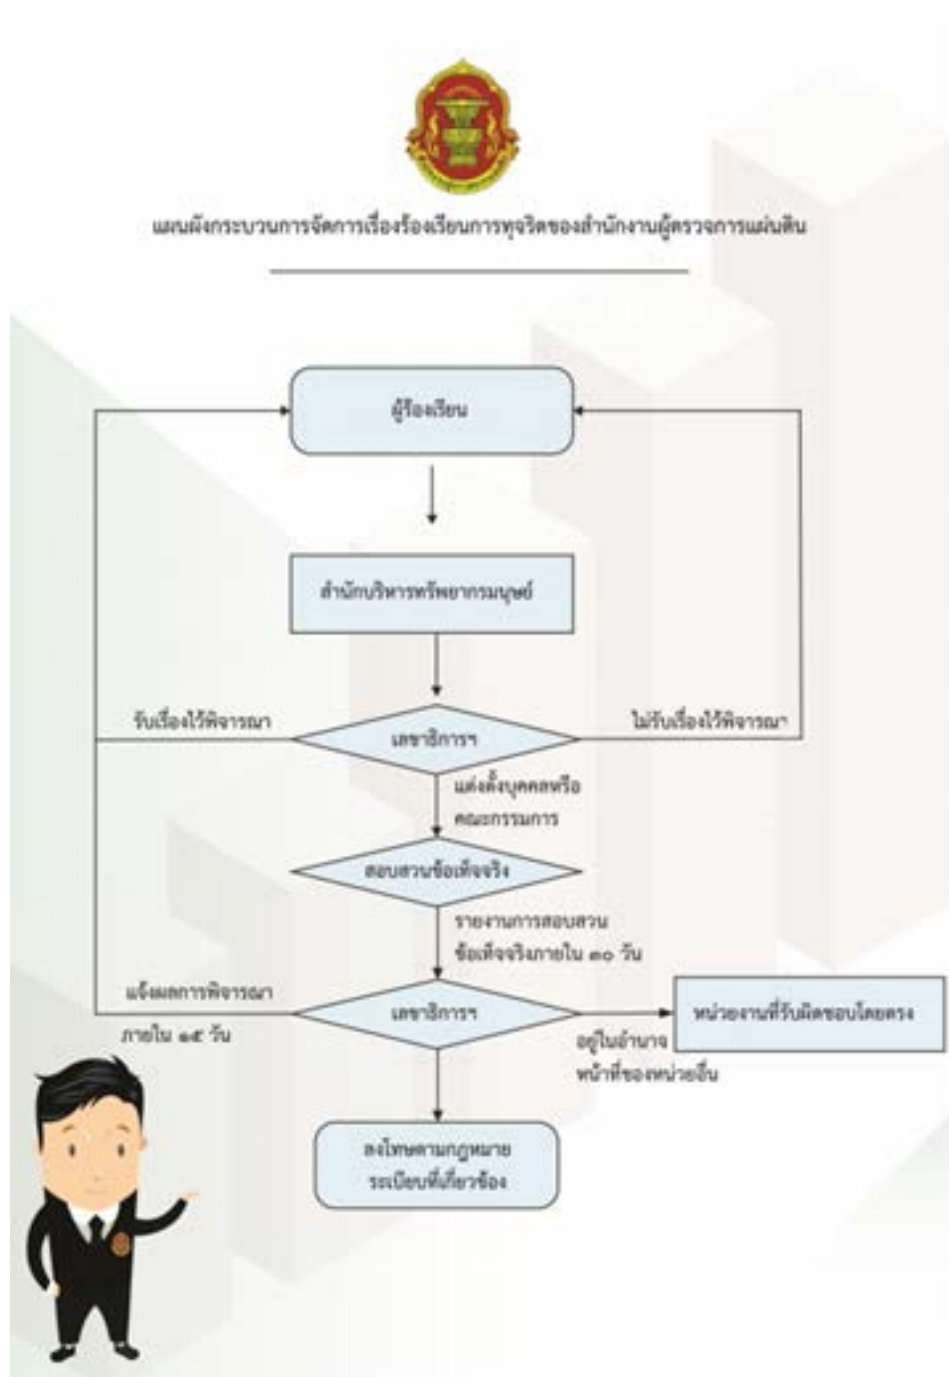 แผนผังกระบวนการจัดการเรื่องร้องเรียนการทุจริตของสำนักงานผู้ตรวจการแผ่นดิน
ผู้ร้องเรียน
สำนักบริหารทรัพยากรมนุษย์
รับเรื่องไว้พิจารณา
เลขาธิการฯ
ไม่รับเรื่องไว้พิจารณา
แต่งตั้งบุคคลหรือ
คณะกรรมการ
สอบสวนข้อเท็จจริง
รายงานการสอบสวน
ข้อเท็จจริงภายใน ๓๐ วัน
แจ้งผลการพิจารณา
ภายใน ๑๕ วัน
เลขาธิการฯ
หน่วยงานที่รับผิดชอบโดยตรง
อยู่ในอำนาจ
หน้าที่ของหน่วยอื่น
ลงโทษตามกฎหมาย
ระเบียบที่เกี่ยวข้อง